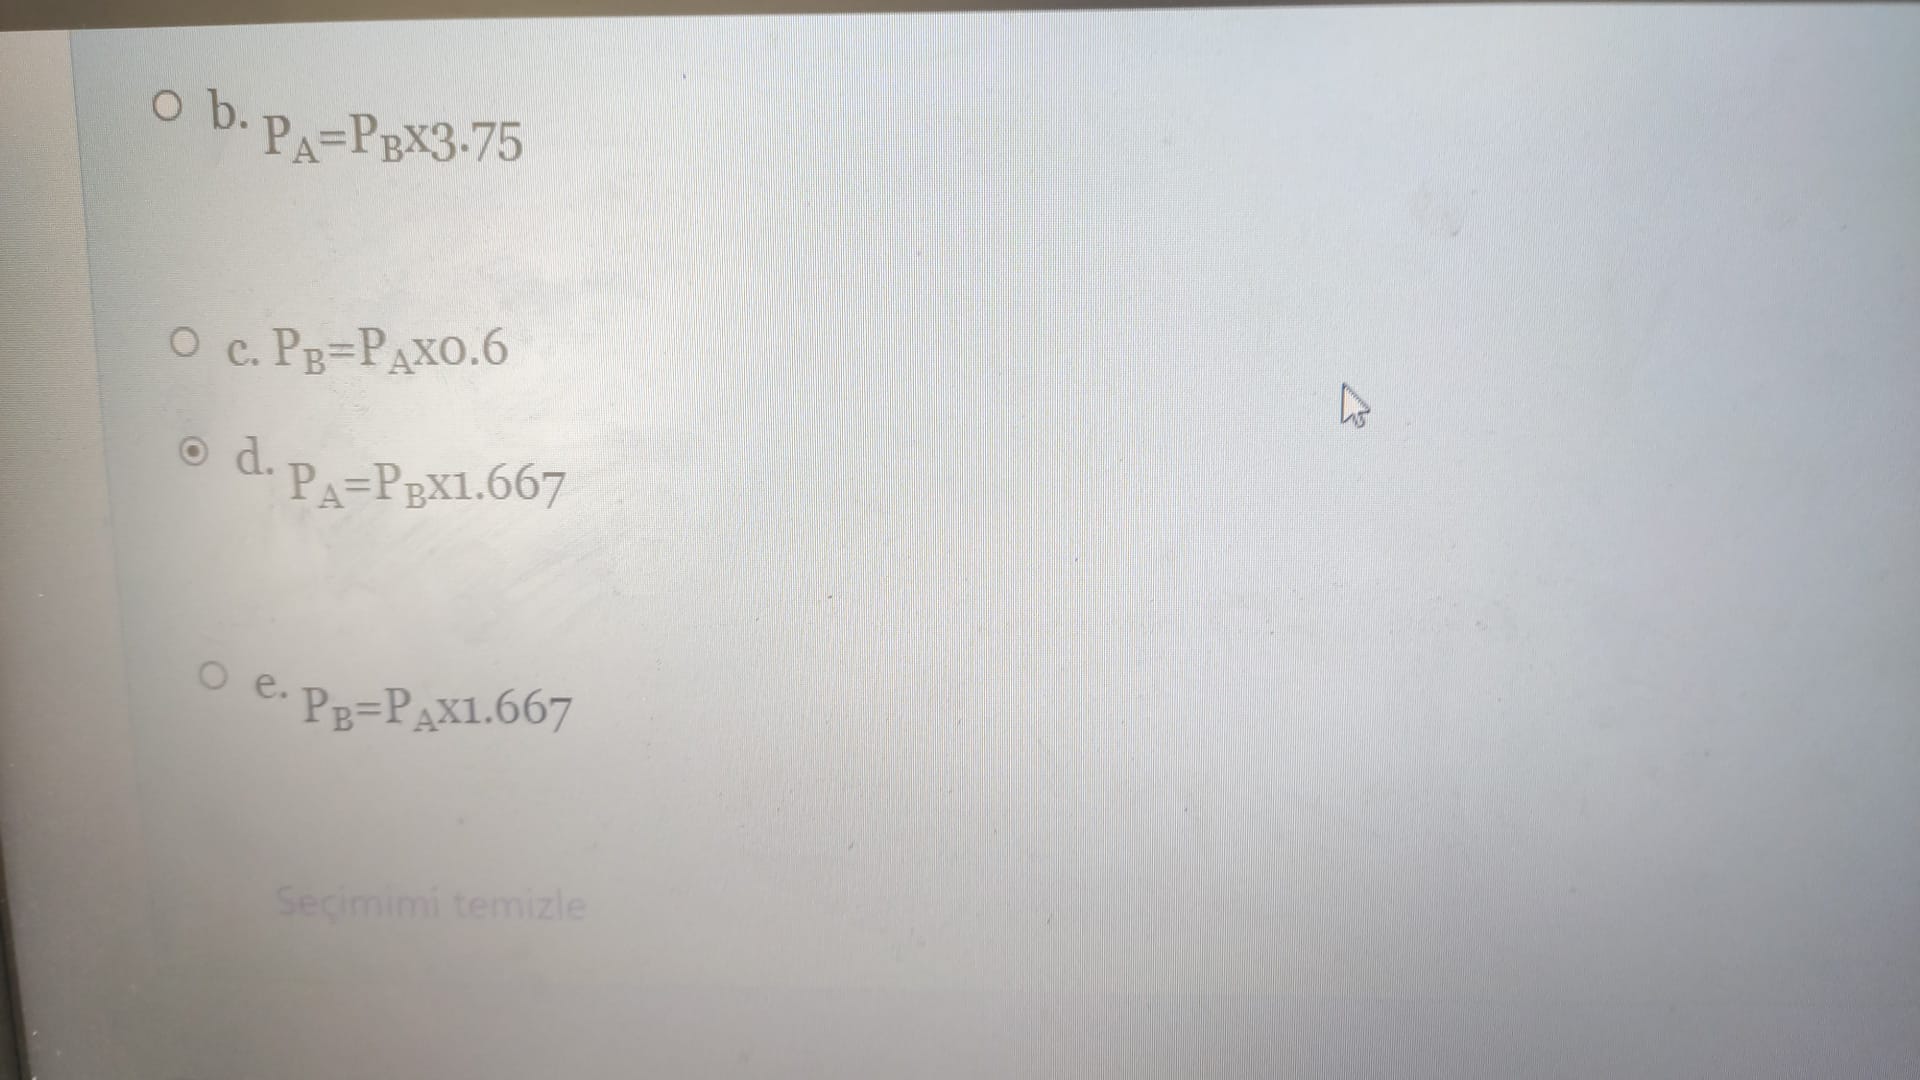 b. PA=PBx3.75
c. PB=PAx0.6
d. PA=PBx1.667
e. PB=PAx1.667
Seçimimi temizle